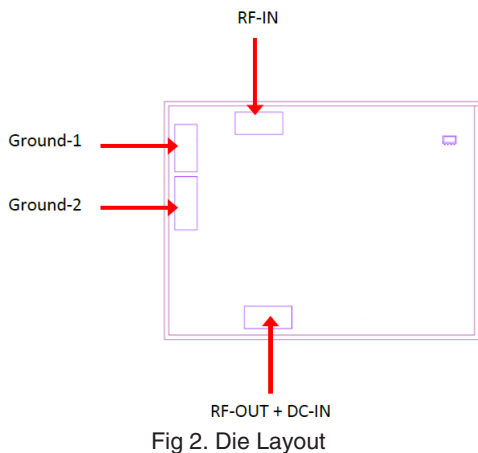 RF-IN
Ground-1
Ground-2
RF-OUT + DC-IN
Fig 2. Die Layout